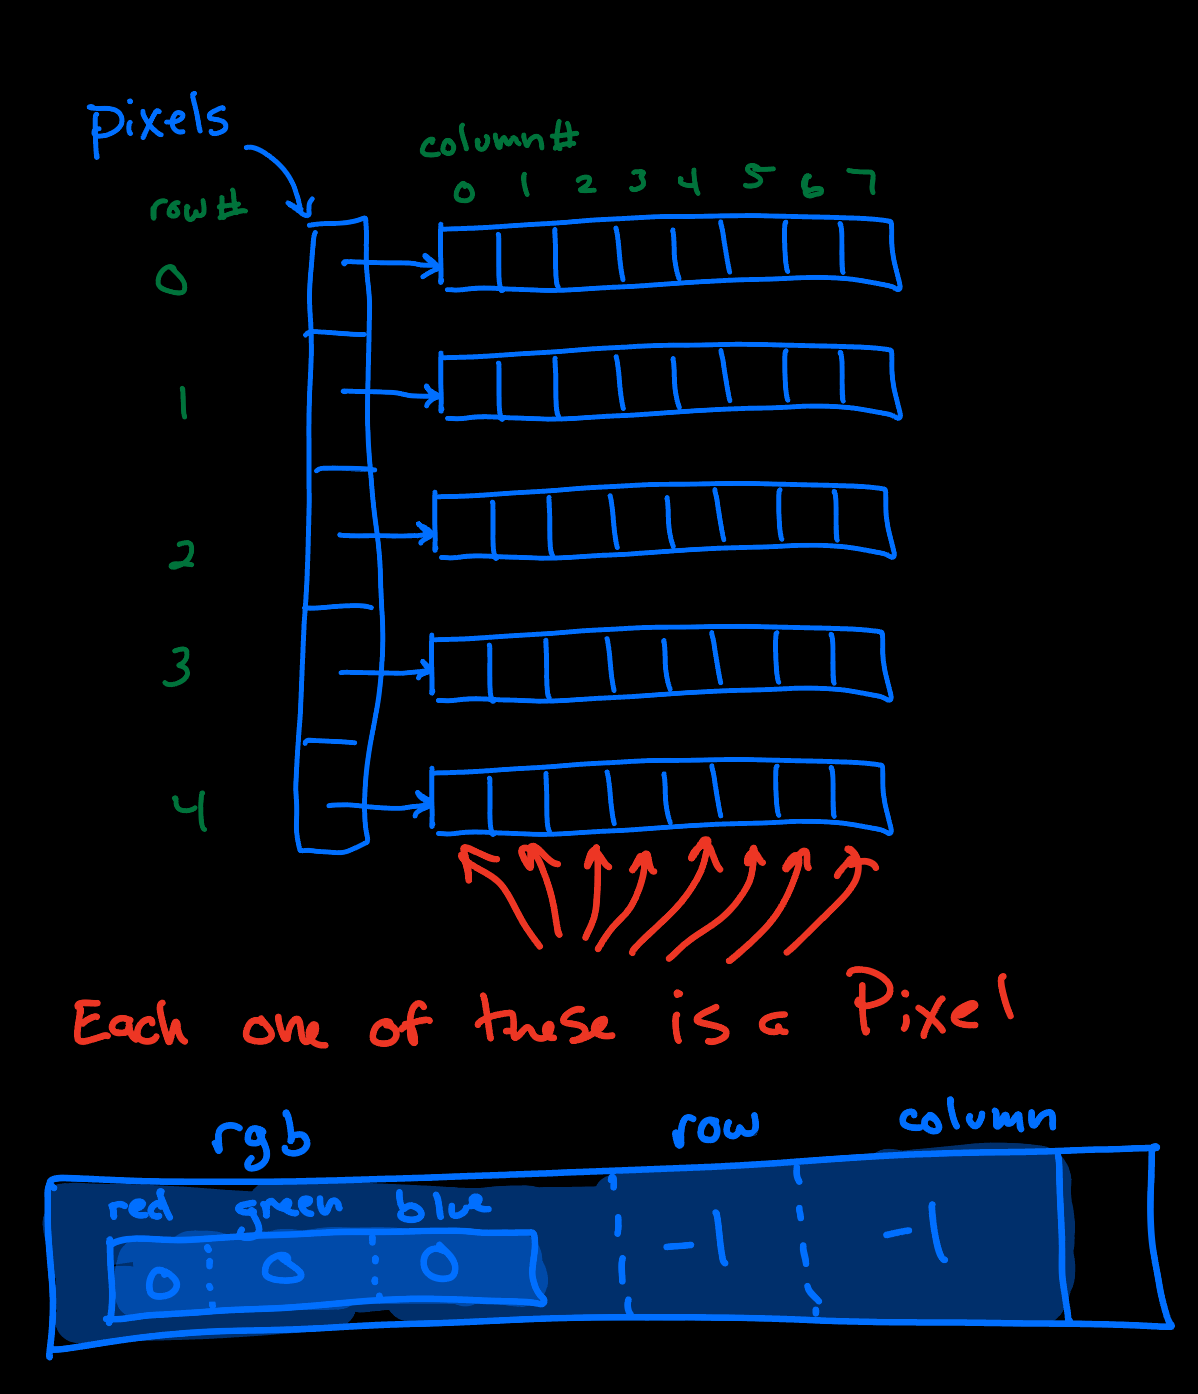 pixels
column#
0 1 2 3 4 5 6 7
row#
0
1
2
3
4
Each one of these is a Pixel
rgb row column
red green blue
0 0 0 -1 -1